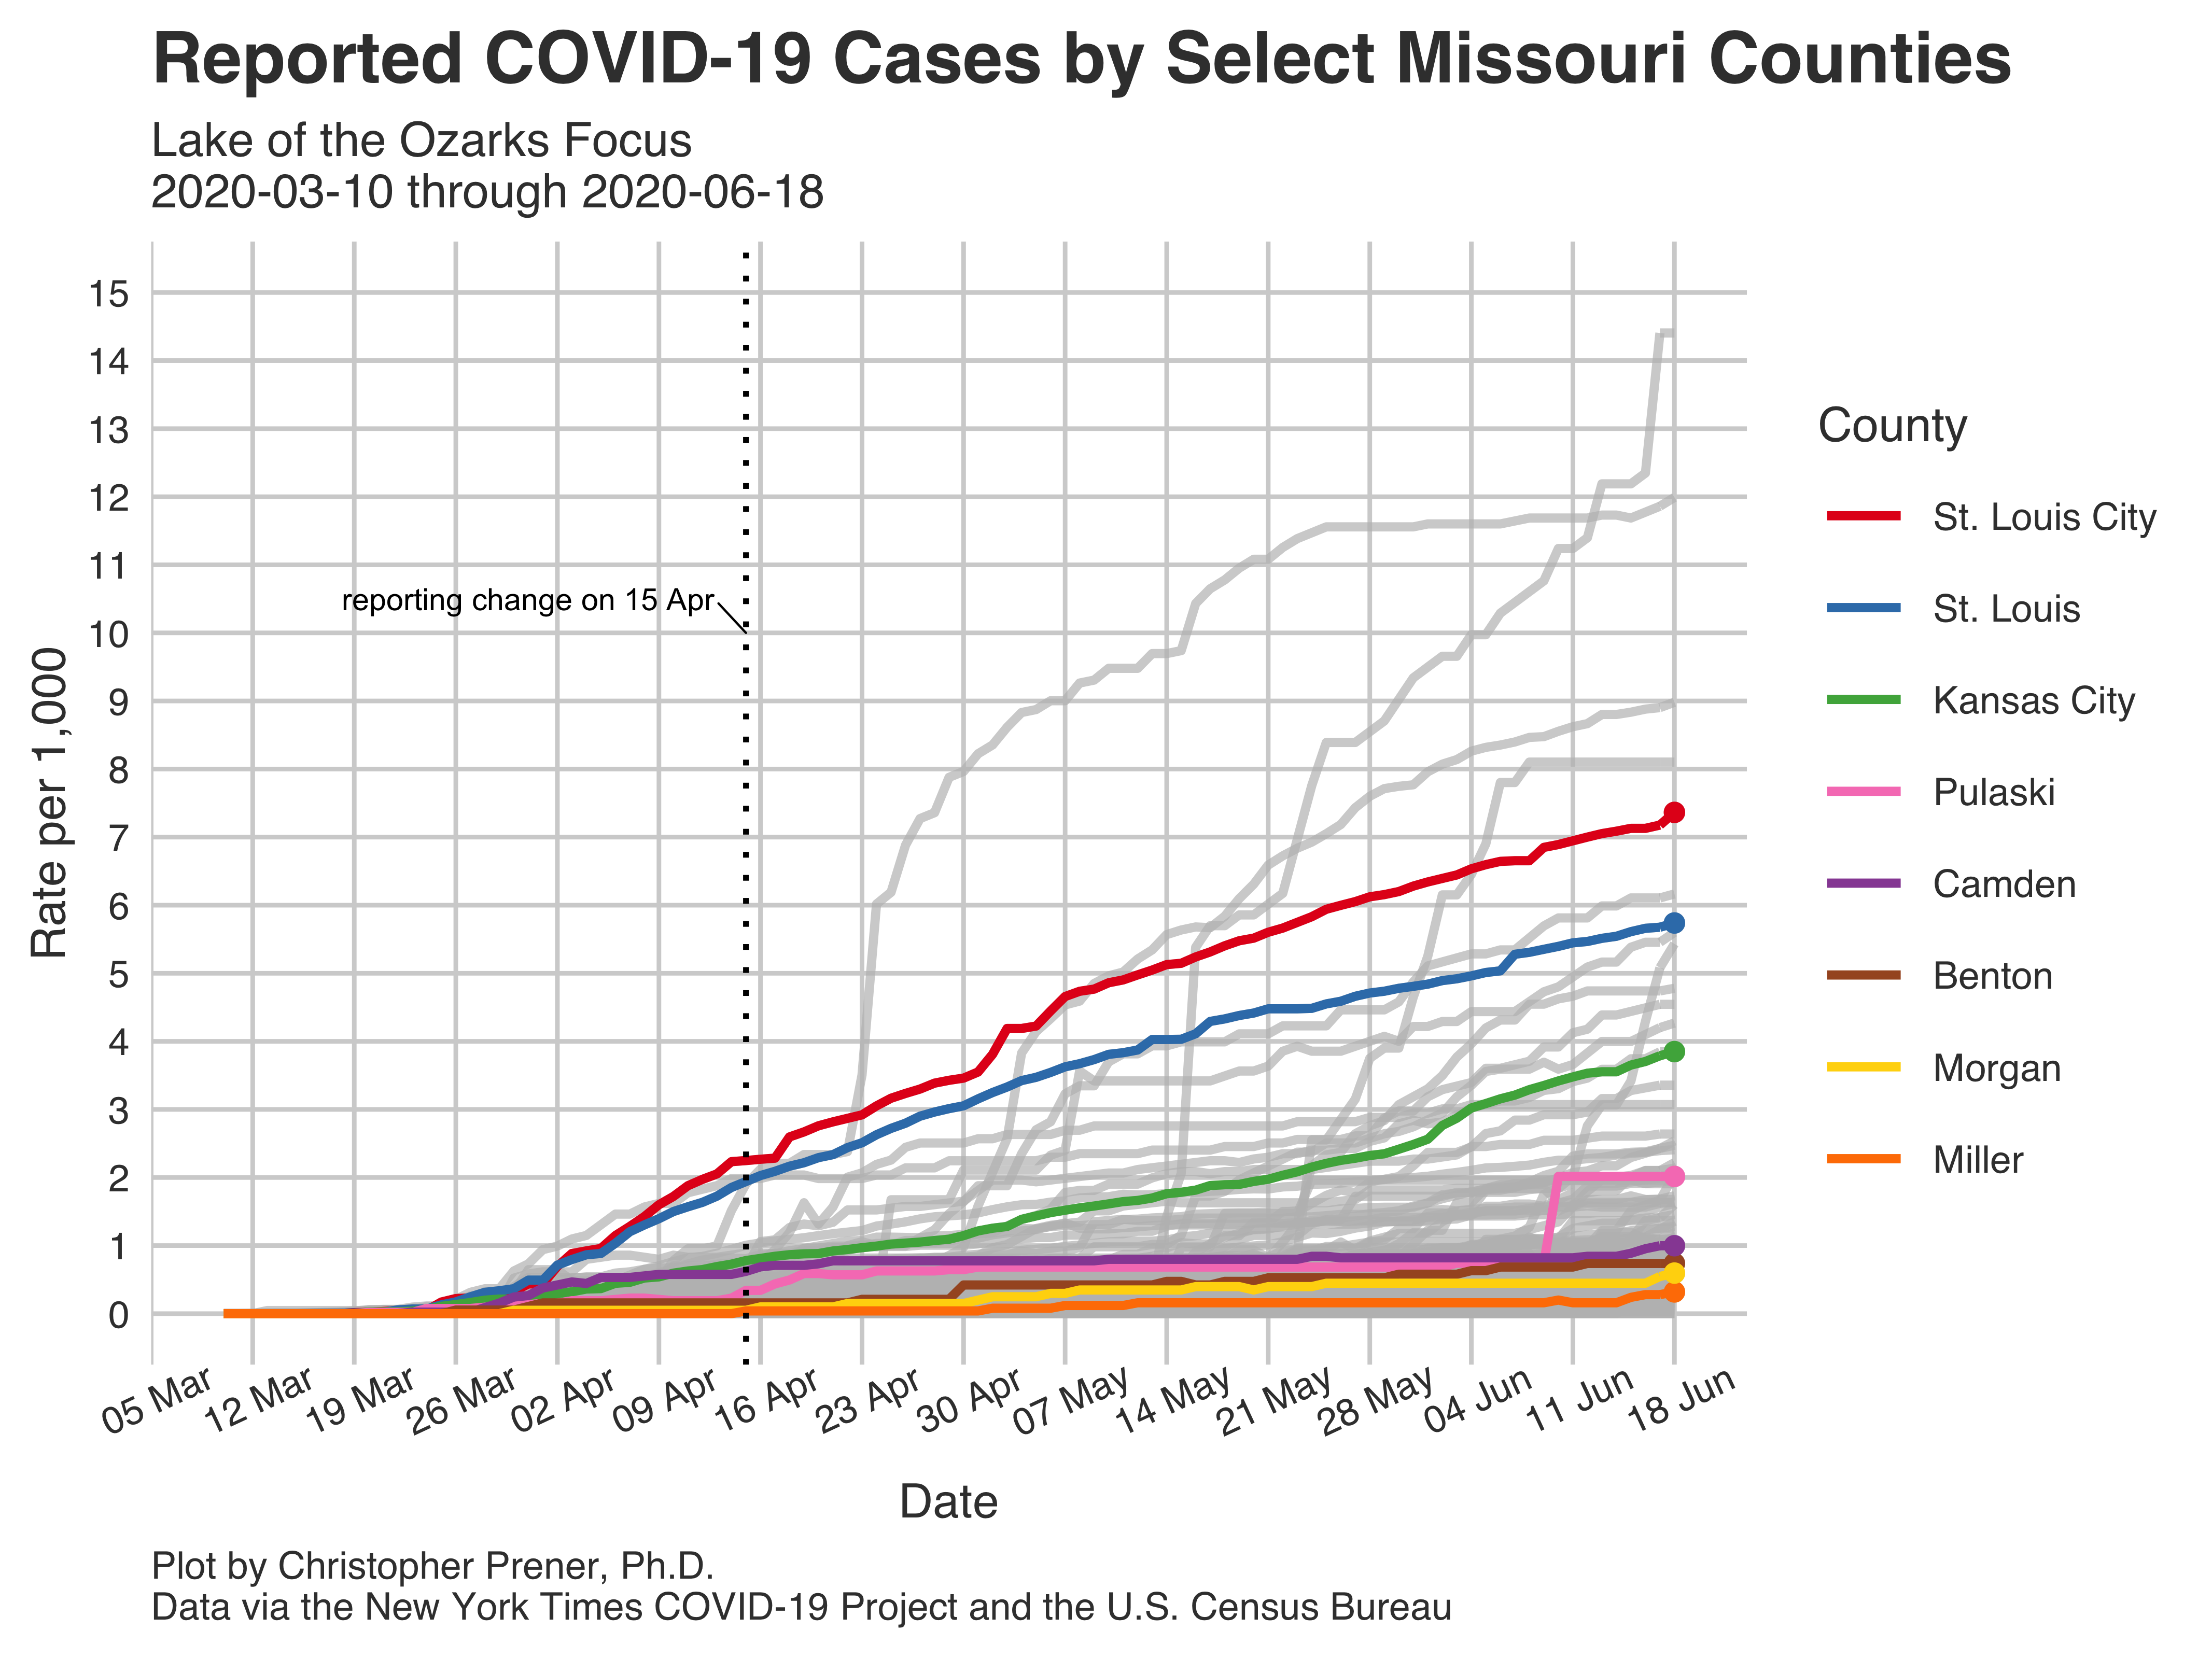 Reported COVID-19 Cases by Select Missouri Counties
Lake of the Ozarks Focus
2020-03-10 through 2020-06-18
15
14
13
12
11
10
9
8
7
6
5
4
3
2
1
0
Rate per 1,000
reporting change on 15 Apr
05 Mar
12 Mar
19 Mar
26 Mar
02 Apr
09 Apr
16 Apr
23 Apr
30 Apr
07 May
14 May
21 May
28 May
04 Jun
11 Jun
18 Jun
Date
County
St. Louis City
St. Louis
Kansas City
Pulaski
Camden
Benton
Morgan
Miller
Plot by Christopher Prener, Ph.D.
Data via the New York Times COVID-19 Project and the U.S. Census Bureau